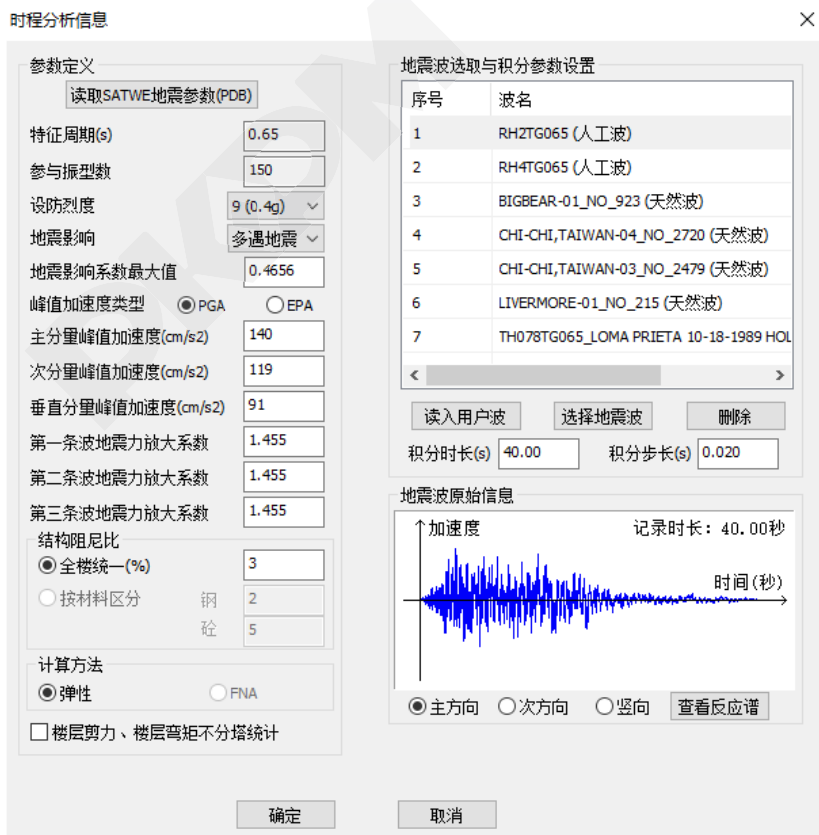 时程分析信息
参数定义
读取SATWE地震参数(PDB)
特征周期(s) 0.65
参与振型数 150
设防烈度 9 (0.4g)
地震影响 多遇地震
地震影响系数最大值 0.4656
峰值加速度类型 PGA EPA
主分量峰值加速度(cm/s2) 140
次分量峰值加速度(cm/s2) 119
垂直分量峰值加速度(cm/s2) 91
第一条波地震力放大系数 1.455
第二条波地震力放大系数 1.455
第三条波地震力放大系数 1.455
结构阻尼比
全楼统一(%) 3
按材料区分 钢 2
砼 5
计算方法
弹性 FNA
楼层剪力、楼层弯矩不分塔统计
地震波选取与积分参数设置
序号 波名
1 RH2TG065 (人工波)
2 RH4TG065 (人工波)
3 BIGBEAR-01_NO_923 (天然波)
4 CHI-CHI,TAIWAN-04_NO_2720 (天然波)
5 CHI-CHI,TAIWAN-03_NO_2479 (天然波)
6 LIVERMORE-01_NO_215 (天然波)
7 TH078TG065_LOMA PRIETA 10-18-1989 HOL
读入用户波 选择地震波 删除
积分时长(s) 40.00 积分步长(s) 0.020
地震波原始信息
加速度 记录时长: 40.00秒
时间(秒)
主方向 次方向 竖向 查看反应谱
确定 取消
DKCOM